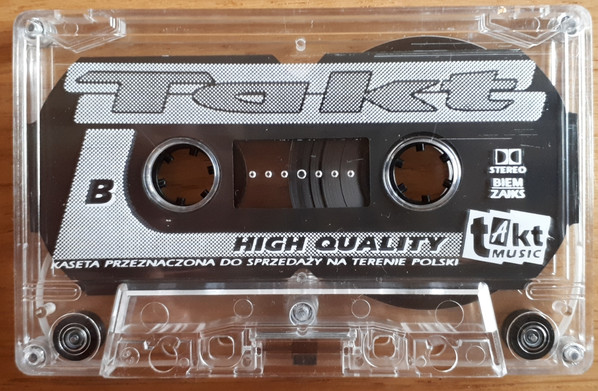 Takt
B
STEREO
BIEM
ZAIKS
HIGH QUALITY
takt
MUSIC
KASETA PRZEZNACZONA DO SPRZEDAŻY NA TERENIE POLSKI